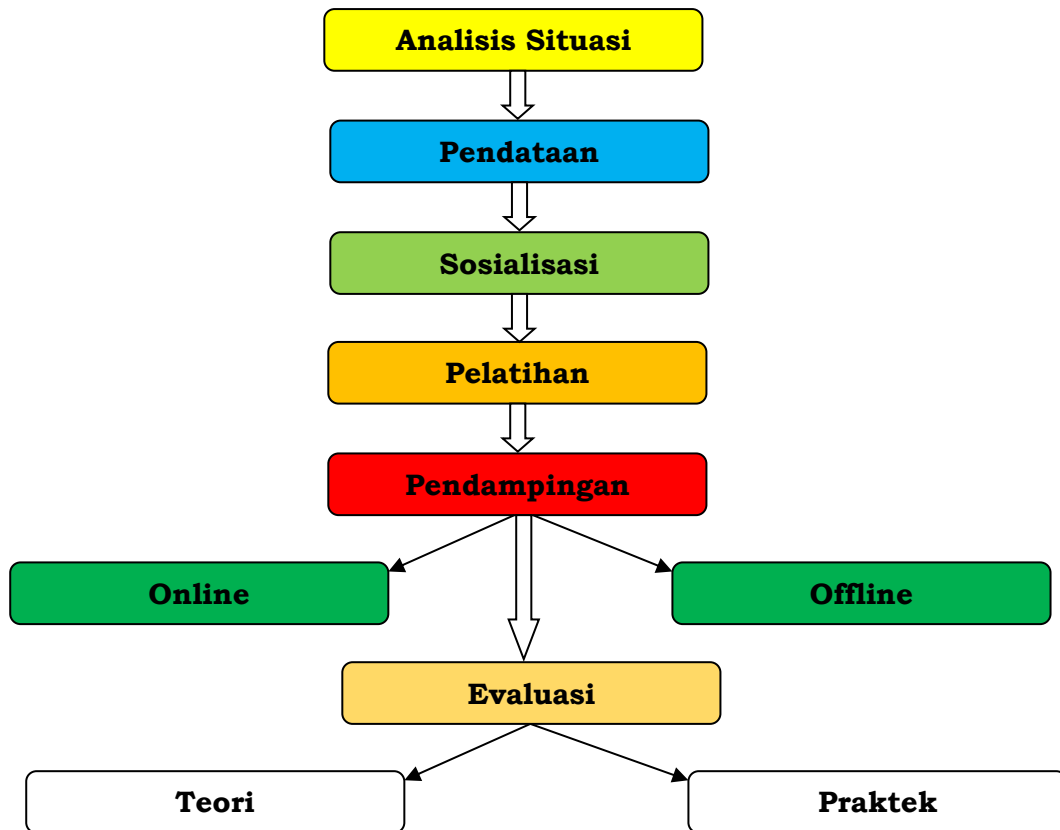 Analisis Situasi
Pendataan
Sosialisasi
Pelatihan
Pendampingan
Online
Offline
Evaluasi
Teori
Praktek